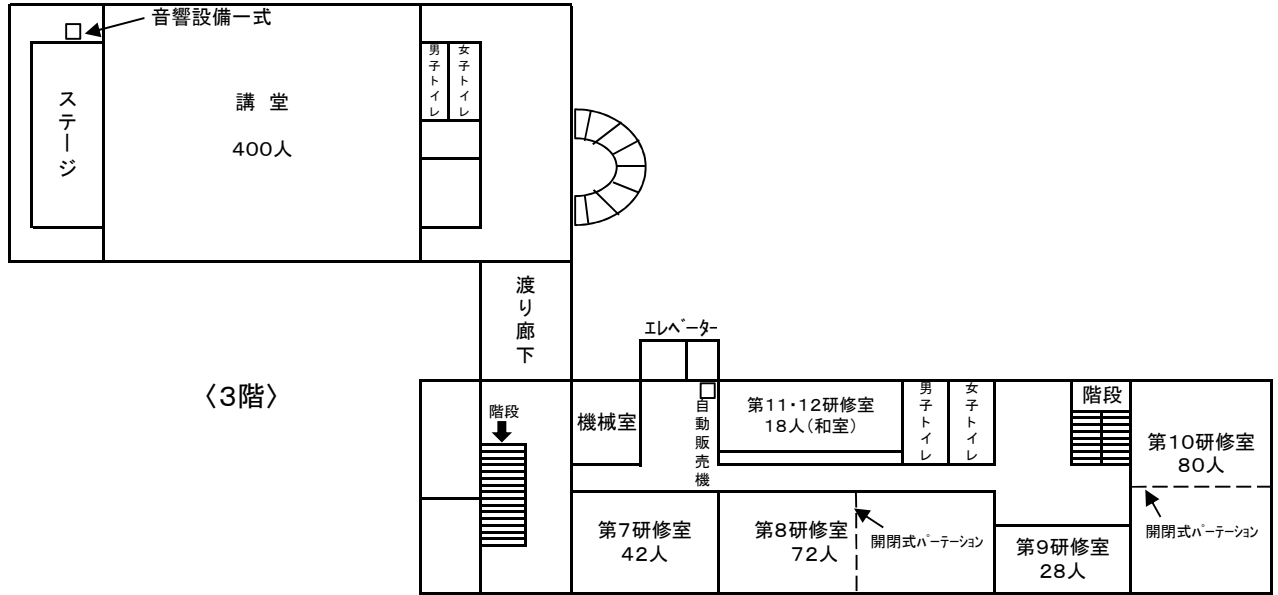 音響設備一式
ステージ
講 堂
400人
男子トイレ
女子トイレ
渡り廊下
〈3階〉
エレベーター
階段
機械室
自動販売機
第11・12研修室
18人(和室)
男子トイレ
女子トイレ
階段
第10研修室
80人
開閉式パーテーション
第7研修室
42人
第8研修室
72人
開閉式パーテーション
第9研修室
28人